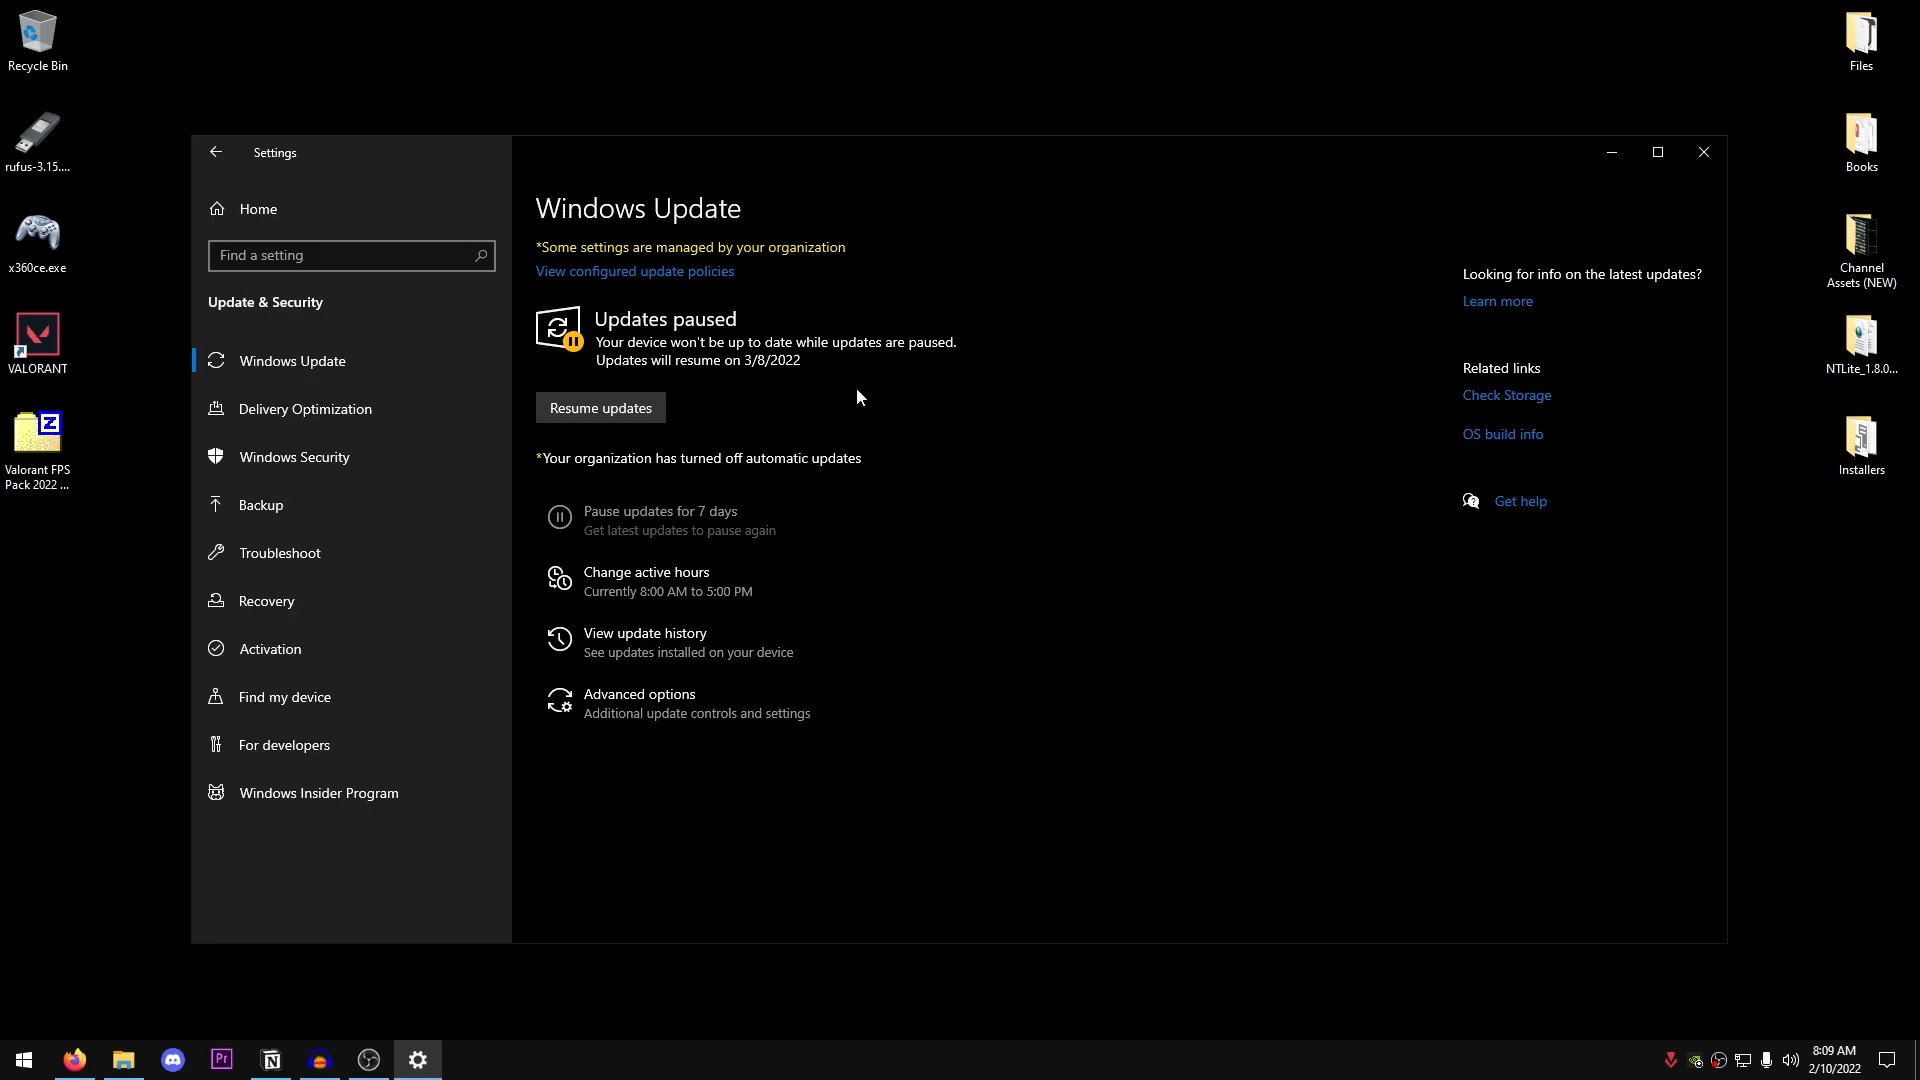 Recycle Bin
rufus-3.15....
x360ce.exe
VALORANT
Valorant FPS
Pack 2022 ...
Settings
Home
Find a setting
Update & Security
Windows Update
Delivery Optimization
Windows Security
Backup
Troubleshoot
Recovery
Activation
Find my device
For developers
Windows Insider Program
Windows Update
*Some settings are managed by your organization
View configured update policies
Updates paused
Your device won't be up to date while updates are paused.
Updates will resume on 3/8/2022
Resume updates
*Your organization has turned off automatic updates
Pause updates for 7 days
Get latest updates to pause again
Change active hours
Currently 8:00 AM to 5:00 PM
View update history
See updates installed on your device
Advanced options
Additional update controls and settings
Looking for info on the latest updates?
Learn more
Related links
Check Storage
OS build info
Get help
Files
Books
Channel
Assets (NEW)
NTLite_1.8.0...
Installers
Pr
8:09 AM
2/10/2022